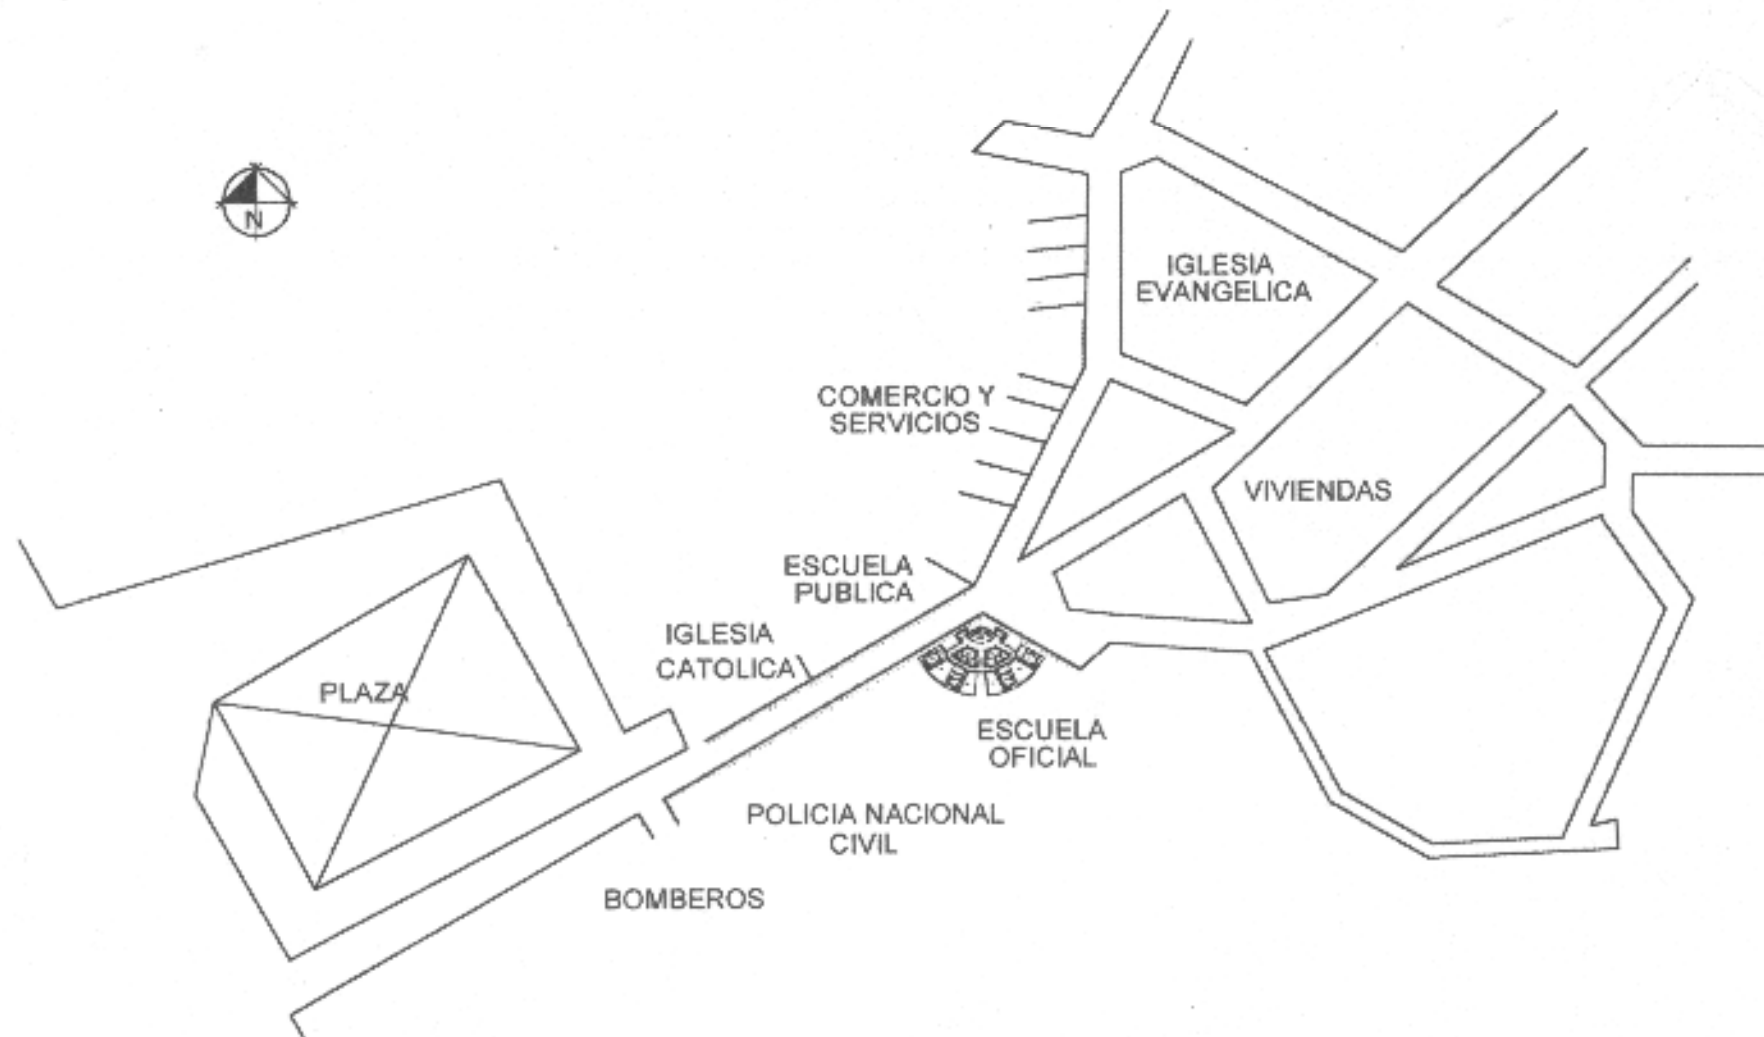 N
IGLESIA
EVANGELICA
COMERCIO Y
SERVICIOS
VIVIENDAS
ESCUELA
PUBLICA
IGLESIA
CATOLICA
PLAZA
ESCUELA
OFICIAL
POLICIA NACIONAL
CIVIL
BOMBEROS